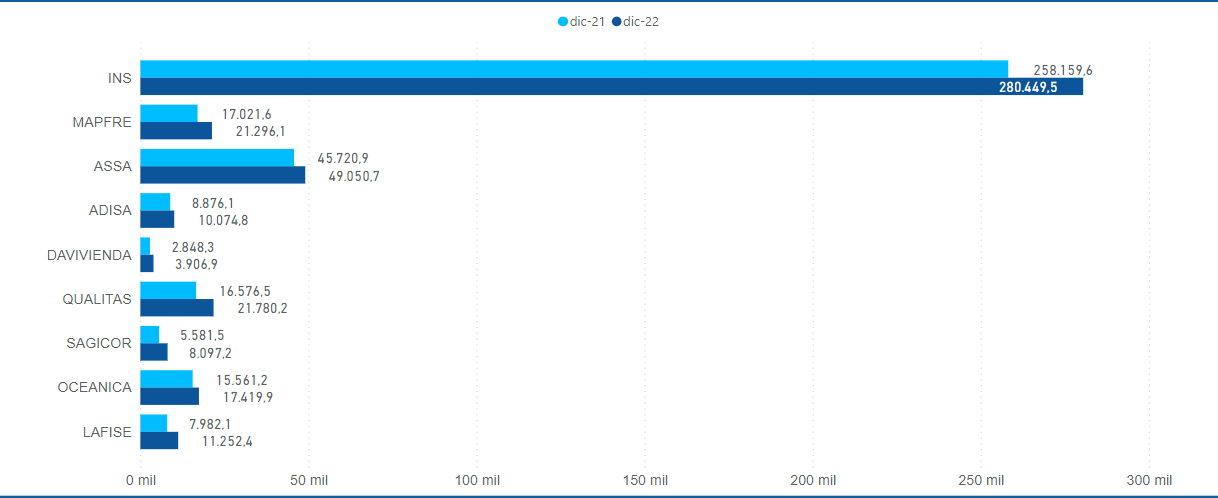 dic-21 dic-22
INS
258.159,6
280.449,5
MAPFRE
17.021,6
21.296,1
ASSA
45.720,9
49.050,7
ADISA
8.876,1
10.074,8
DAVIVIENDA
2.848,3
3.906,9
QUALITAS
16.576,5
21.780,2
SAGICOR
5.581,5
8.097,2
OCEANICA
15.561,2
17.419,9
LAFISE
7.982,1
11.252,4
0 mil 50 mil 100 mil 150 mil 200 mil 250 mil 300 mil